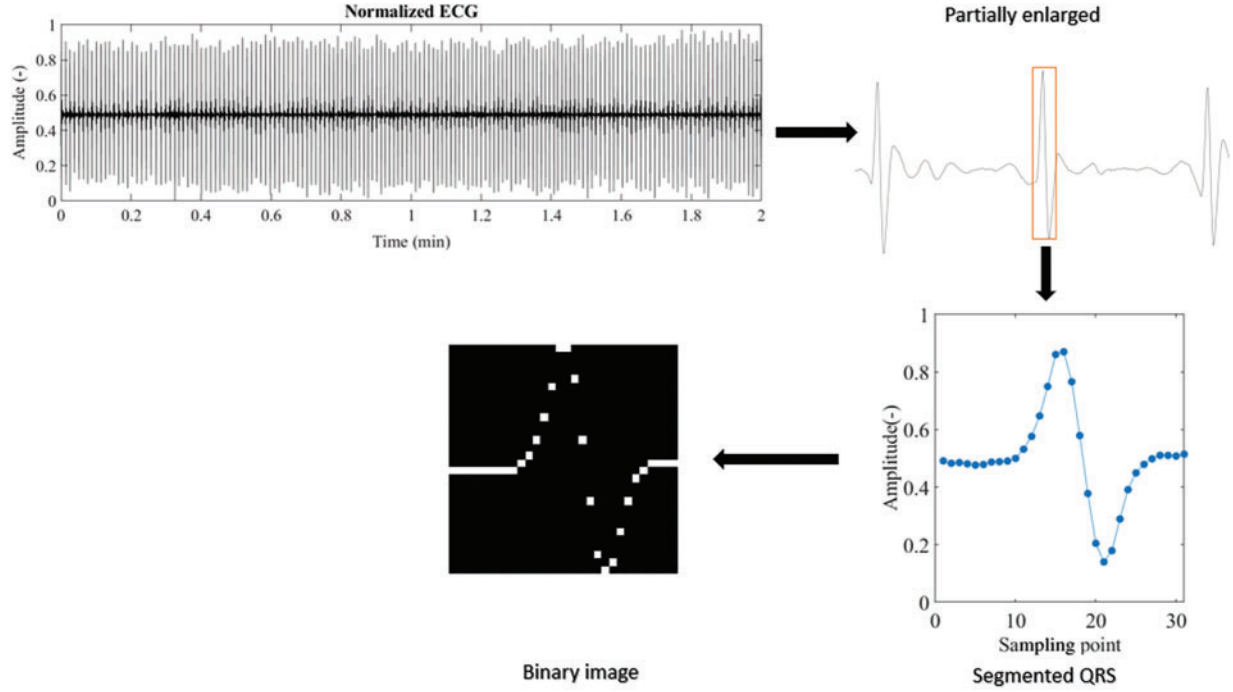 Normalized ECG
Partially enlarged
1
0.8
0.6
0.4
0.2
0
Amplitude (-)
0 0.2 0.4 0.6 0.8 1 1.2 1.4 1.6 1.8 2
Time (min)
1
0.8
0.6
0.4
0.2
0
Amplitude(-)
0 10 20 30
Sampling point
Binary image
Segmented QRS